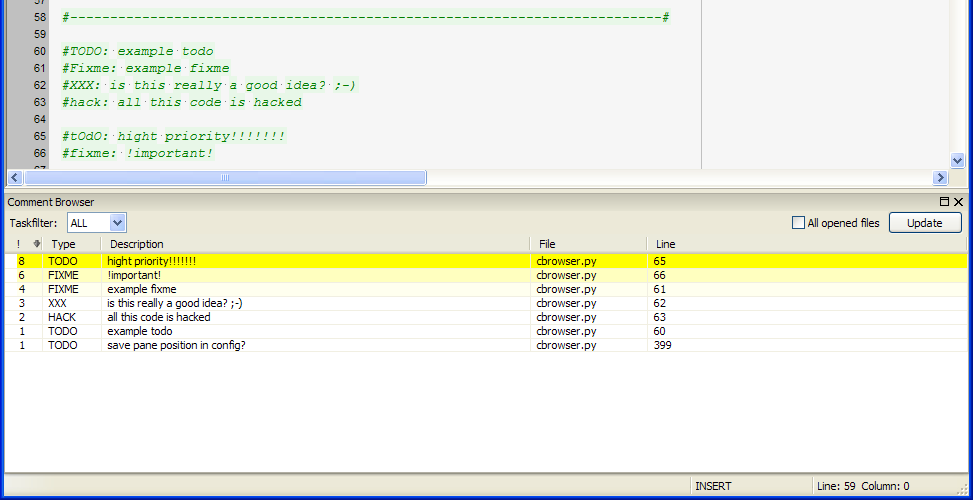 58 #---------------------------------------------------------------------------#
59
60 #TODO: example todo
61 #Fixme: example fixme
62 #XXX: is this really a good idea? ;-)
63 #hack: all this code is hacked
64
65 #tOdO: hight priority!!!!!!!
66 #fixme: !important!
Comment Browser
Taskfilter: ALL All opened files Update
! Type Description File Line
8 TODO hight priority!!!!!!! cbrowser.py 65
6 FIXME !important! cbrowser.py 66
4 FIXME example fixme cbrowser.py 61
3 XXX is this really a good idea? ;-) cbrowser.py 62
2 HACK all this code is hacked cbrowser.py 63
1 TODO example todo cbrowser.py 60
1 TODO save pane position in config? cbrowser.py 399
INSERT Line: 59 Column: 0